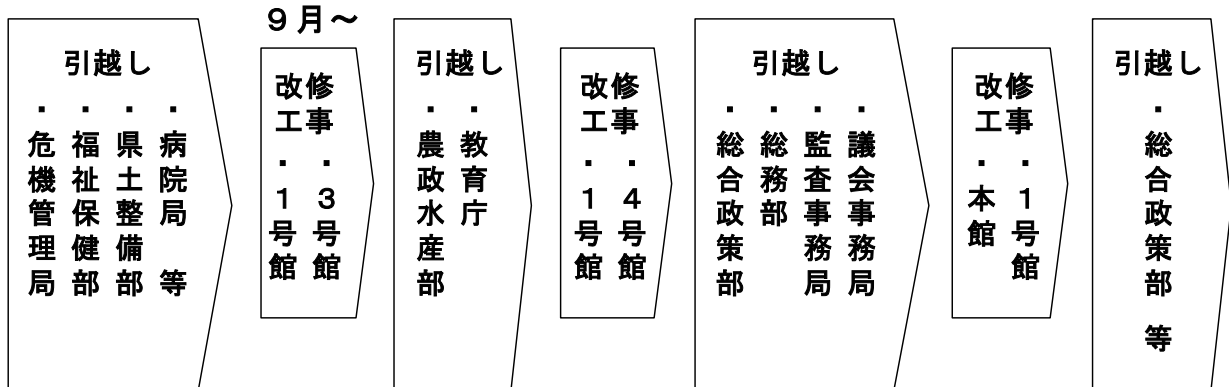 9月～
引越し
・危機管理局
・福祉保健部
・県土整備部
・病院局 等
改修
工事
・1号館
・3号館
引越し
・農政水産部
・教育庁
改修
工事
・1号館
・4号館
引越し
・総合政策部
・総務部
・監査事務局
・議会事務局
改修
工事
・本館
・1号館
引越し
・総合政策部 等